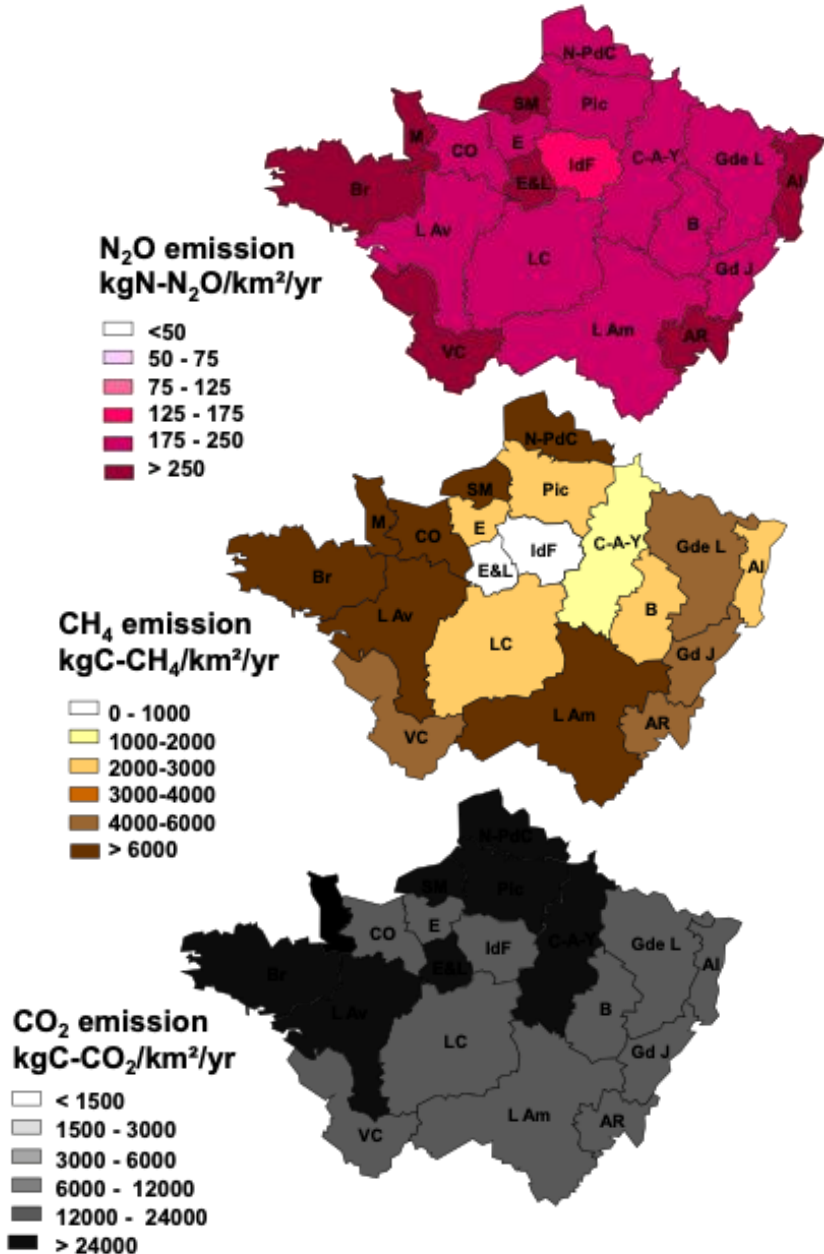 N-PdC
SM
Pic
M
CO
E
IdF
C-A-Y
Gde L
Al
Br
E&L
L Av
B
LC
Gd J
L Am
AR
VC
N₂O emission
kgN-N₂O/km²/yr
<50
50 - 75
75 - 125
125 - 175
175 - 250
> 250
N-PdC
SM
Pic
M
E
CO
IdF
C-A-Y
Gde L
Al
Br
E&L
L Av
B
LC
Gd J
L Am
AR
VC
CH₄ emission
kgC-CH₄/km²/yr
0 - 1000
1000-2000
2000-3000
3000-4000
4000-6000
> 6000
N-PdC
SM
Pic
E
CO
IdF
C-A-Y
Gde L
Al
Br
E&L
L Av
B
LC
Gd J
L Am
AR
VC
CO₂ emission
kgC-CO₂/km²/yr
< 1500
1500 - 3000
3000 - 6000
6000 - 12000
12000 - 24000
> 24000